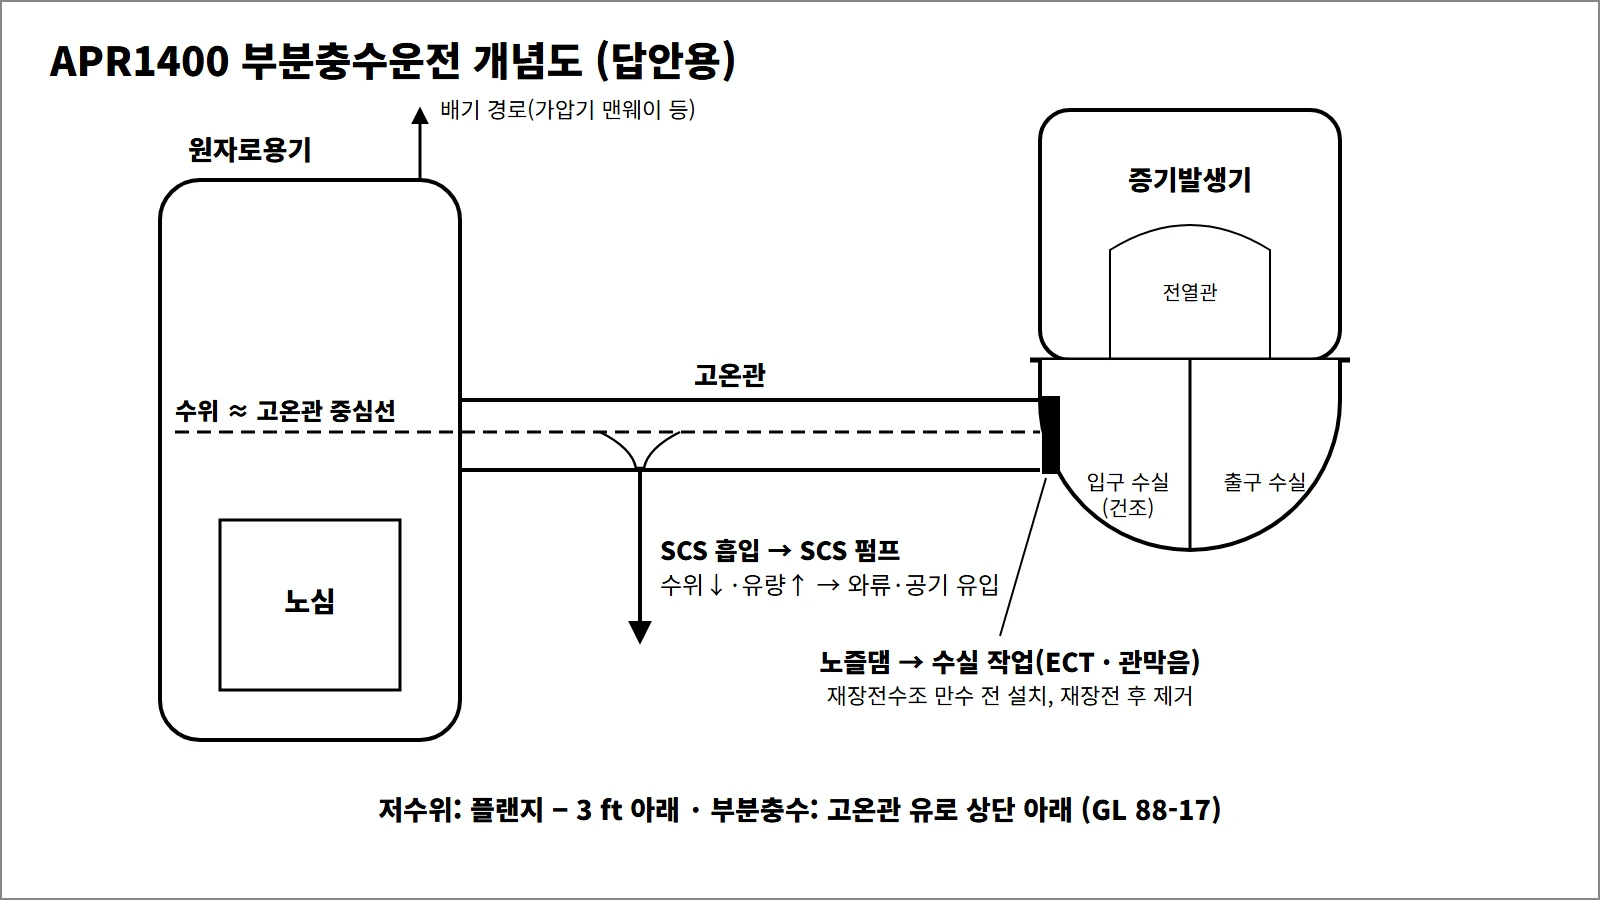 APR1400 부분충수운전 개념도 (답안용)
배기 경로(가압기 맨웨이 등)
원자로용기
증기발생기
전열관
고온관
수위 ≈ 고온관 중심선
입구 수실
(건조)
출구 수실
SCS 흡입 → SCS 펌프
수위↓·유량↑ → 와류·공기 유입
노심
노즐댐 → 수실 작업(ECT · 관막음)
재장전수조 만수 전 설치, 재장전 후 제거
저수위: 플랜지 − 3 ft 아래 · 부분충수: 고온관 유로 상단 아래 (GL 88-17)